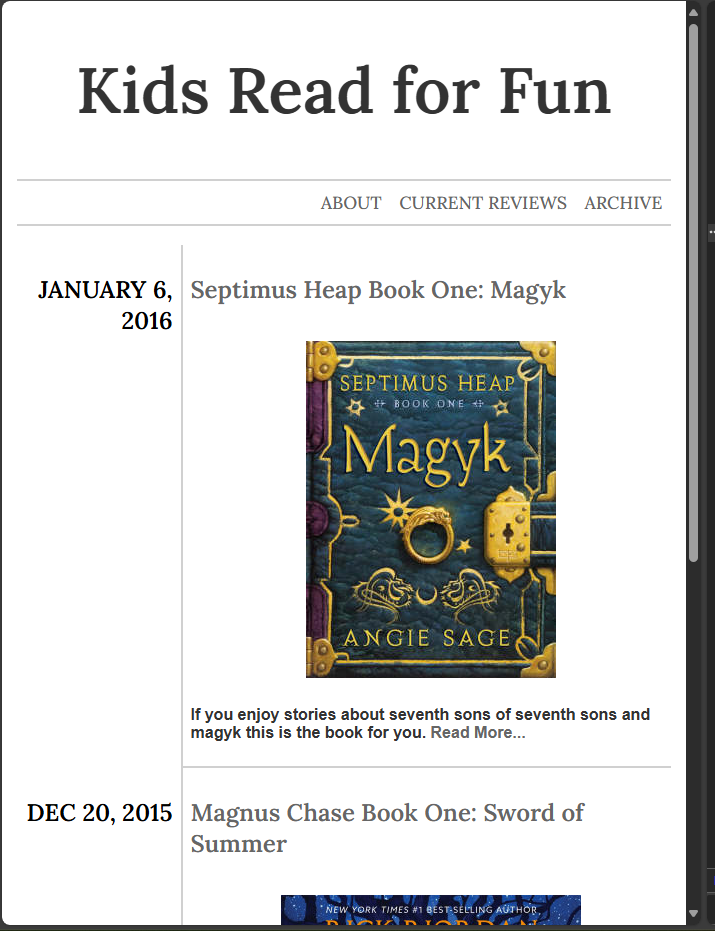 Kids Read for Fun
ABOUT CURRENT REVIEWS ARCHIVE
JANUARY 6,
2016
Septimus Heap Book One: Magyk
SEPTIMUS HEAP
BOOK ONE
Magyk
ANGIE SAGE
If you enjoy stories about seventh sons of seventh sons and
magyk this is the book for you. Read More...
DEC 20, 2015
Magnus Chase Book One: Sword of
Summer
NEW YORK TIMES #1 BEST-SELLING AUTHOR
RICK RIORDAN